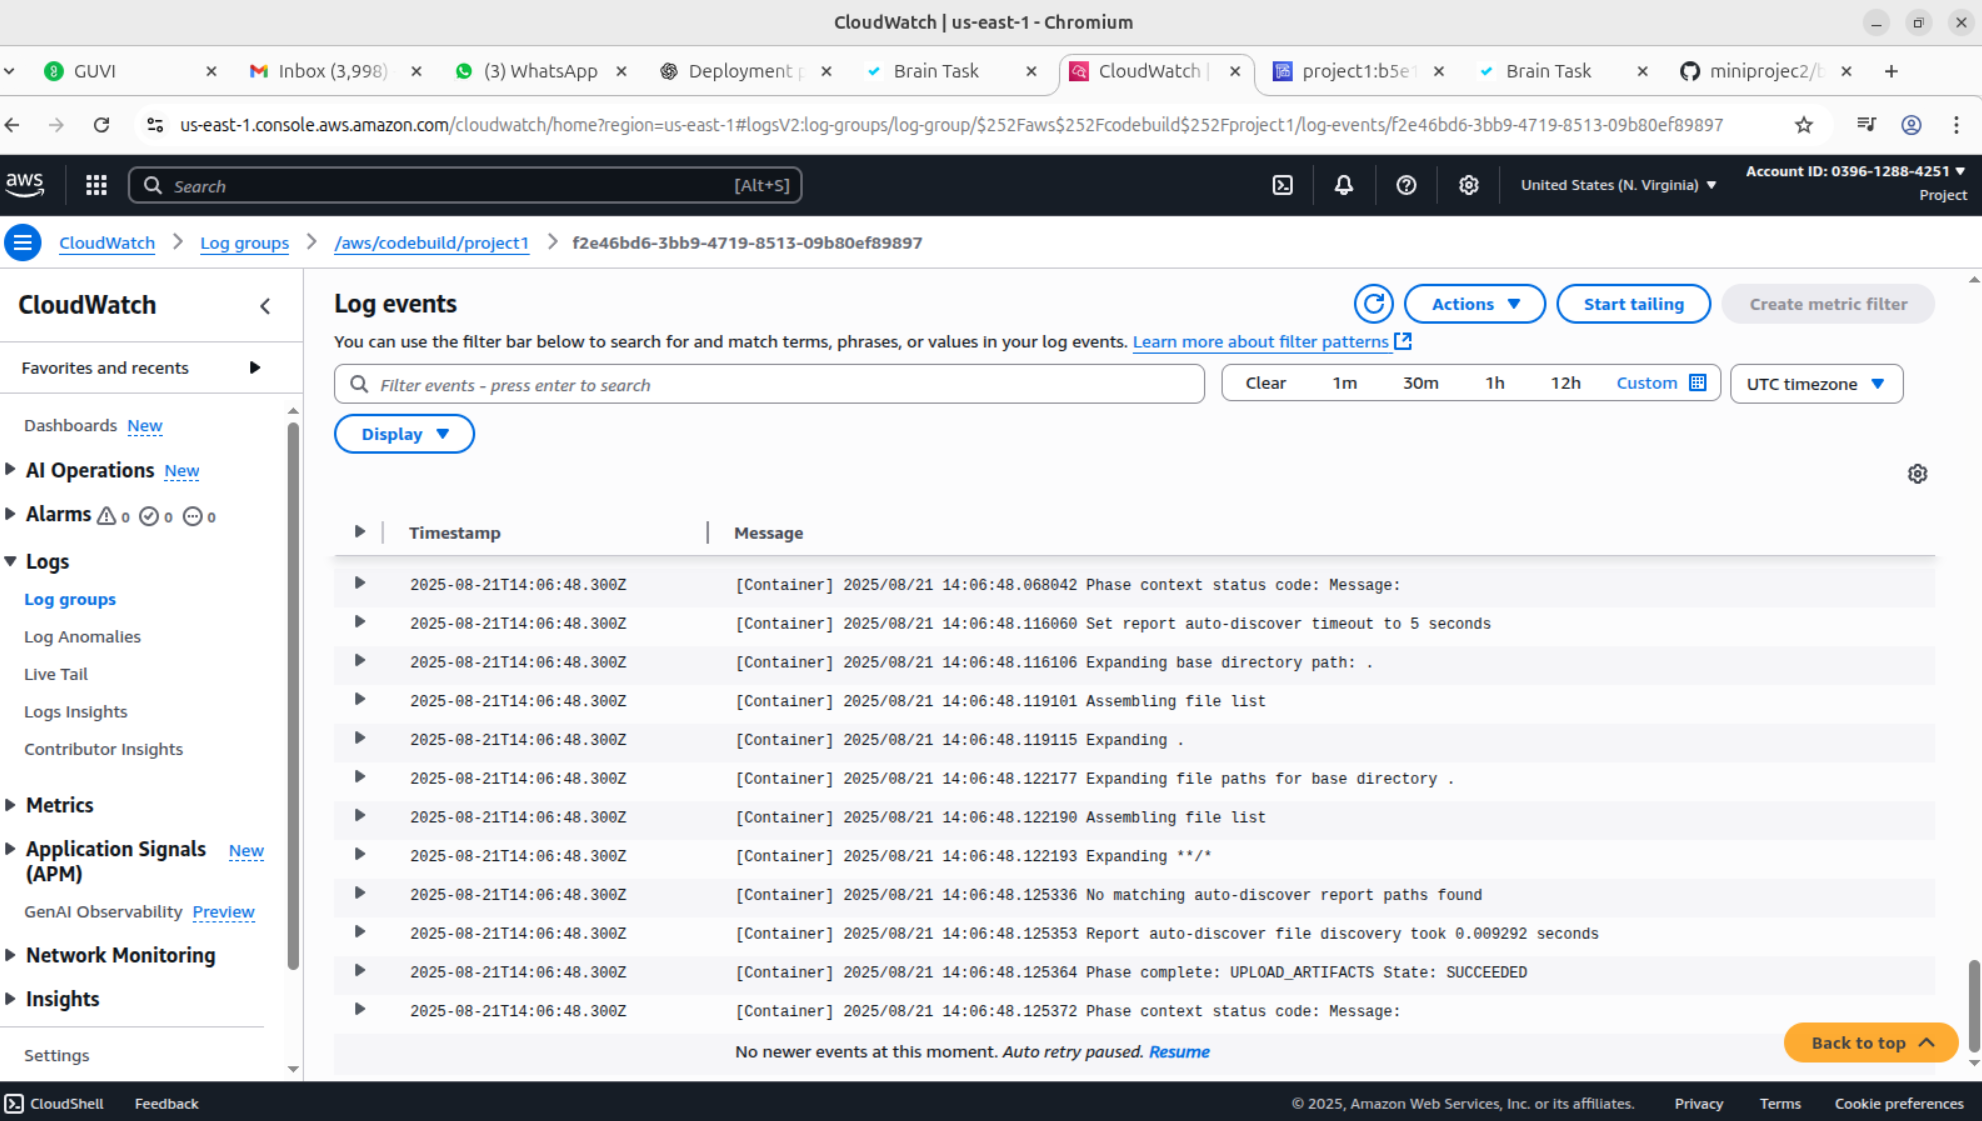 CloudWatch | us-east-1 - Chromium
GUVI
Inbox (3,998)
(3) WhatsApp
Deployment p
Brain Task
CloudWatch |
project1:b5e1
Brain Task
miniprojec2/b
us-east-1.console.aws.amazon.com/cloudwatch/home?region=us-east-1#logsV2:log-groups/log-group/$252Faws$252Fcodebuild$252Fproject1/log-events/f2e46bd6-3bb9-4719-8513-09b80ef89897
aws
Search
[Alt+S]
United States (N. Virginia)
Account ID: 0396-1288-4251
Project
CloudWatch
Log groups
/aws/codebuild/project1
f2e46bd6-3bb9-4719-8513-09b80ef89897
CloudWatch
Favorites and recents
Dashboards New
AI Operations New
Alarms 0 0 0
Logs
Log groups
Log Anomalies
Live Tail
Logs Insights
Contributor Insights
Metrics
Application Signals New
(APM)
GenAI Observability Preview
Network Monitoring
Insights
Settings
Log events
Actions
Start tailing
Create metric filter
You can use the filter bar below to search for and match terms, phrases, or values in your log events. Learn more about filter patterns
Filter events - press enter to search
Clear 1m 30m 1h 12h Custom
UTC timezone
Display
Timestamp Message
2025-08-21T14:06:48.300Z [Container] 2025/08/21 14:06:48.068042 Phase context status code: Message:
2025-08-21T14:06:48.300Z [Container] 2025/08/21 14:06:48.116060 Set report auto-discover timeout to 5 seconds
2025-08-21T14:06:48.300Z [Container] 2025/08/21 14:06:48.116106 Expanding base directory path: .
2025-08-21T14:06:48.300Z [Container] 2025/08/21 14:06:48.119101 Assembling file list
2025-08-21T14:06:48.300Z [Container] 2025/08/21 14:06:48.119115 Expanding .
2025-08-21T14:06:48.300Z [Container] 2025/08/21 14:06:48.122177 Expanding file paths for base directory .
2025-08-21T14:06:48.300Z [Container] 2025/08/21 14:06:48.122190 Assembling file list
2025-08-21T14:06:48.300Z [Container] 2025/08/21 14:06:48.122193 Expanding **/*
2025-08-21T14:06:48.300Z [Container] 2025/08/21 14:06:48.125336 No matching auto-discover report paths found
2025-08-21T14:06:48.300Z [Container] 2025/08/21 14:06:48.125353 Report auto-discover file discovery took 0.009292 seconds
2025-08-21T14:06:48.300Z [Container] 2025/08/21 14:06:48.125364 Phase complete: UPLOAD_ARTIFACTS State: SUCCEEDED
2025-08-21T14:06:48.300Z [Container] 2025/08/21 14:06:48.125372 Phase context status code: Message:
No newer events at this moment. Auto retry paused. Resume
Back to top
CloudShell
Feedback
© 2025, Amazon Web Services, Inc. or its affiliates.
Privacy
Terms
Cookie preferences